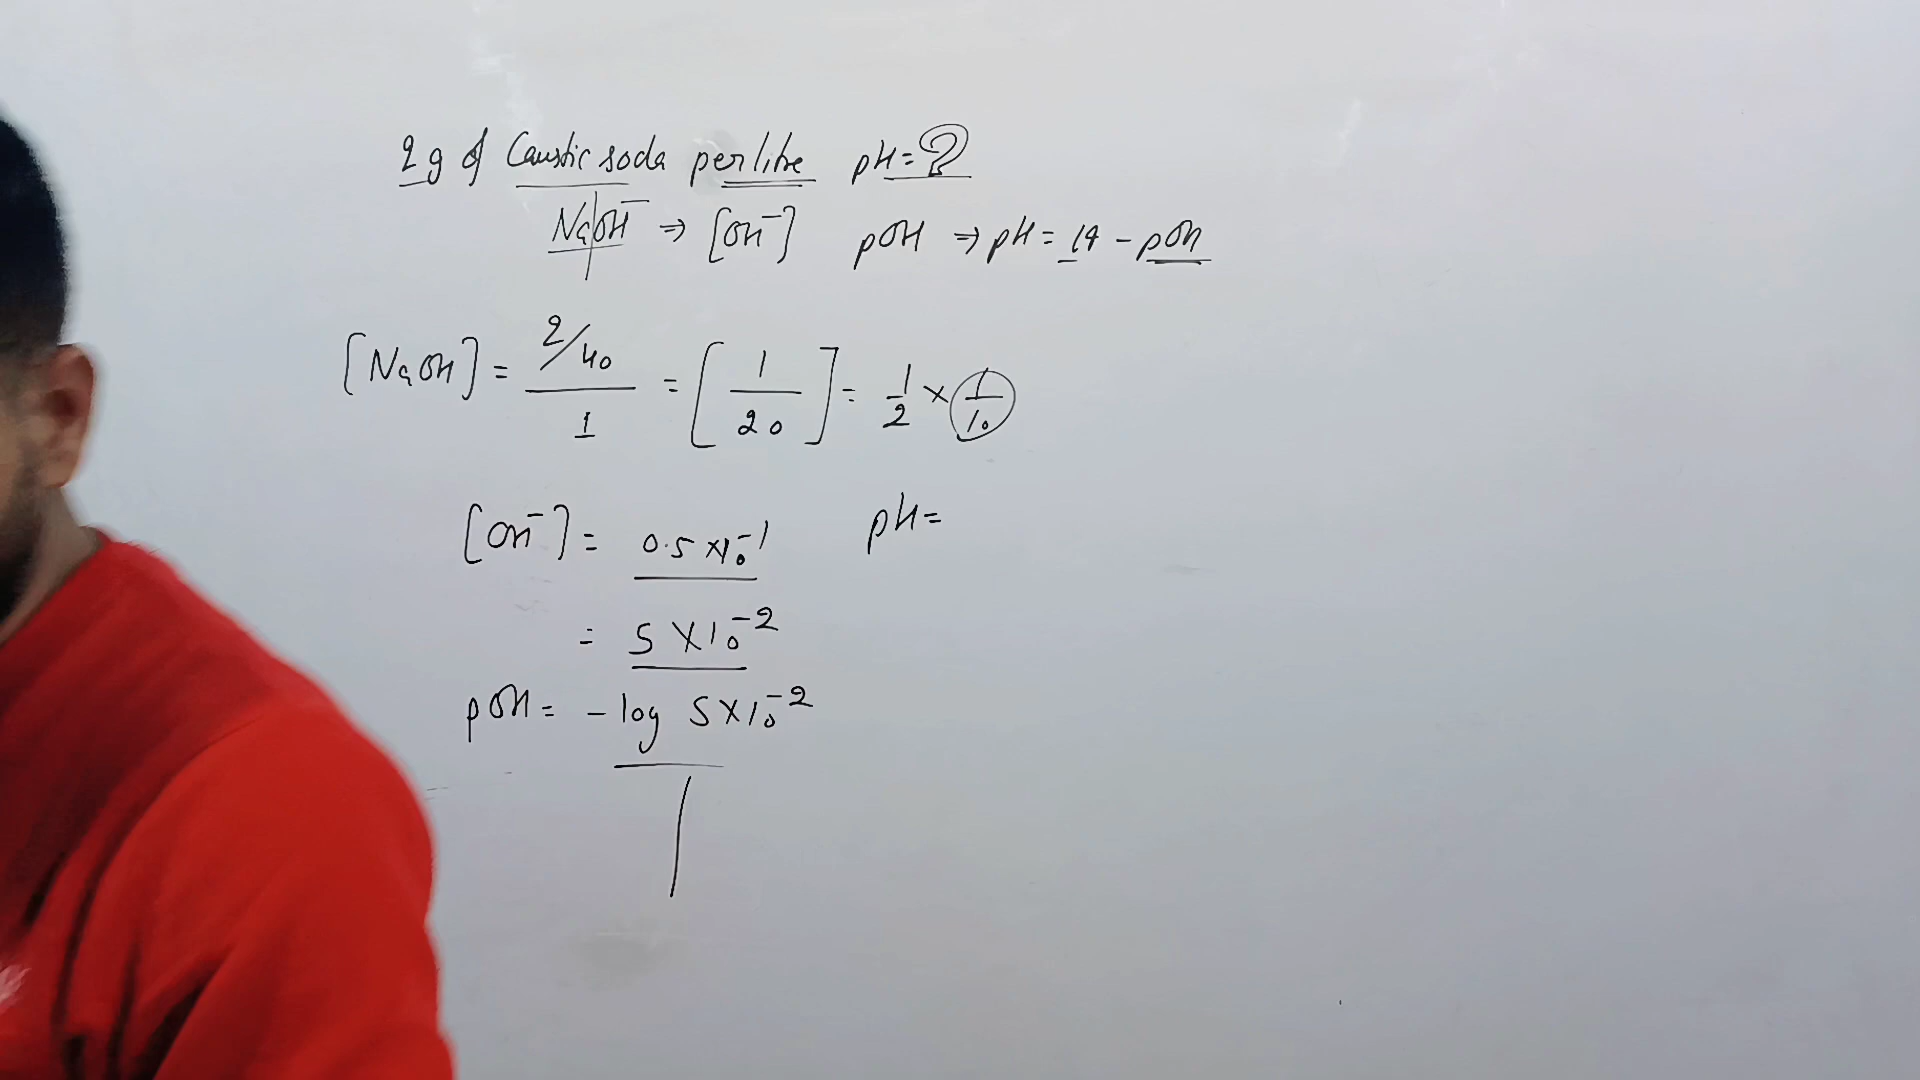 2g of Caustic soda per litre pH = ?
NaOH ⇒ [OH⁻] pOH ⇒ pH = 14 - pOH
[NaOH] = 2/40 / 1 = [1/20] = 1/2 × 1/10
[OH⁻] = 0.5 × 10⁻¹ pH =
= 5 × 10⁻²
pOH = - log 5 × 10⁻²